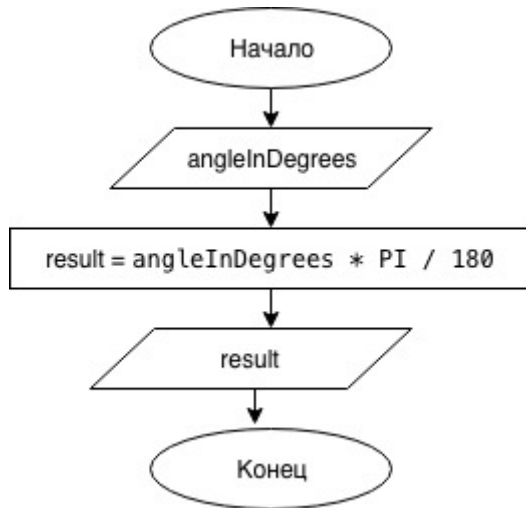 Начало
angleInDegrees
result = angleInDegrees * PI / 180
result
Конец